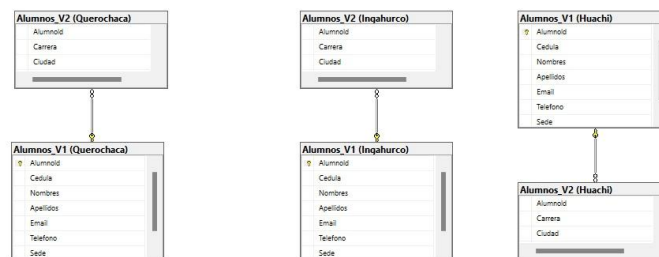 Alumnos_V2 (Querochaca)
AlumnoId
Carrera
Ciudad
Alumnos_V1 (Querochaca)
AlumnoId
Cedula
Nombres
Apellidos
Email
Telefono
Sede
Alumnos_V2 (Ingahurco)
AlumnoId
Carrera
Ciudad
Alumnos_V1 (Ingahurco)
AlumnoId
Cedula
Nombres
Apellidos
Email
Telefono
Sede
Alumnos_V1 (Huachi)
AlumnoId
Cedula
Nombres
Apellidos
Email
Telefono
Sede
Alumnos_V2 (Huachi)
AlumnoId
Carrera
Ciudad